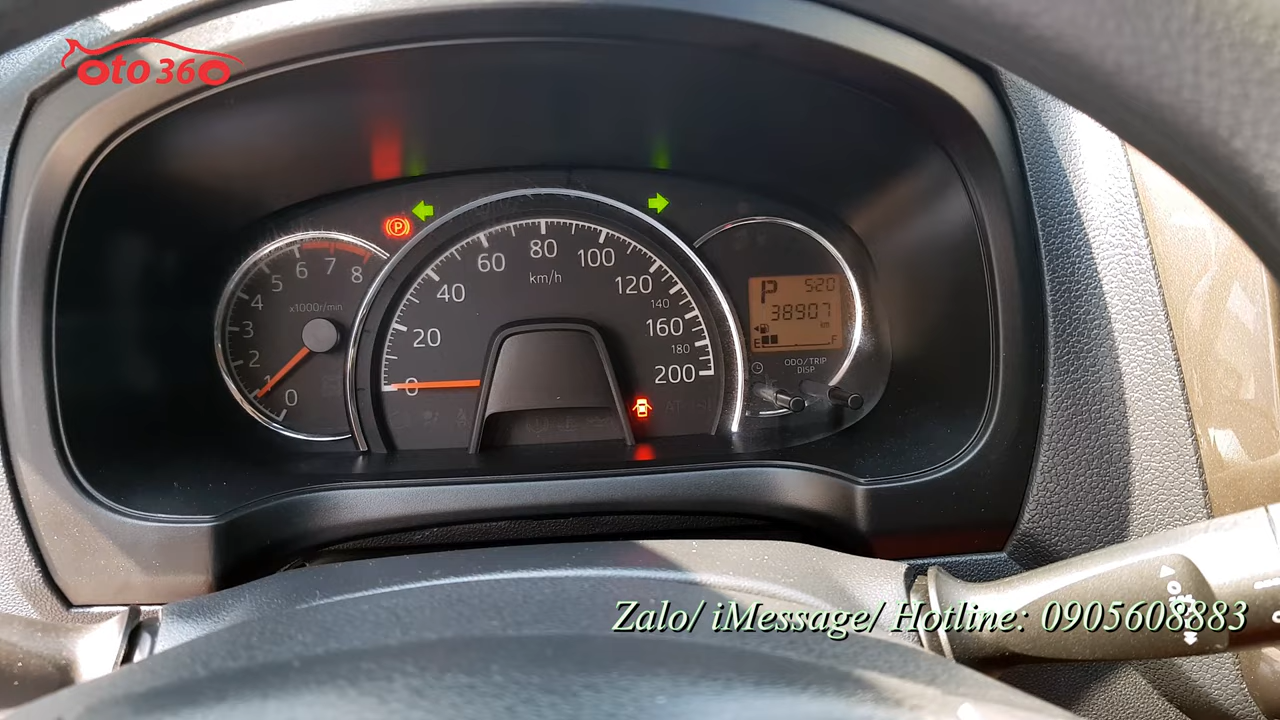 oto360
x1000r/min
0
1
2
3
4
5
6
7
8
P
0
20
40
60
80
100
120
140
160
180
200
km/h
P 520
38907
km
E F
ODO/TRIP
DISP.
Zalo/ iMessage/ Hotline: 0905608883